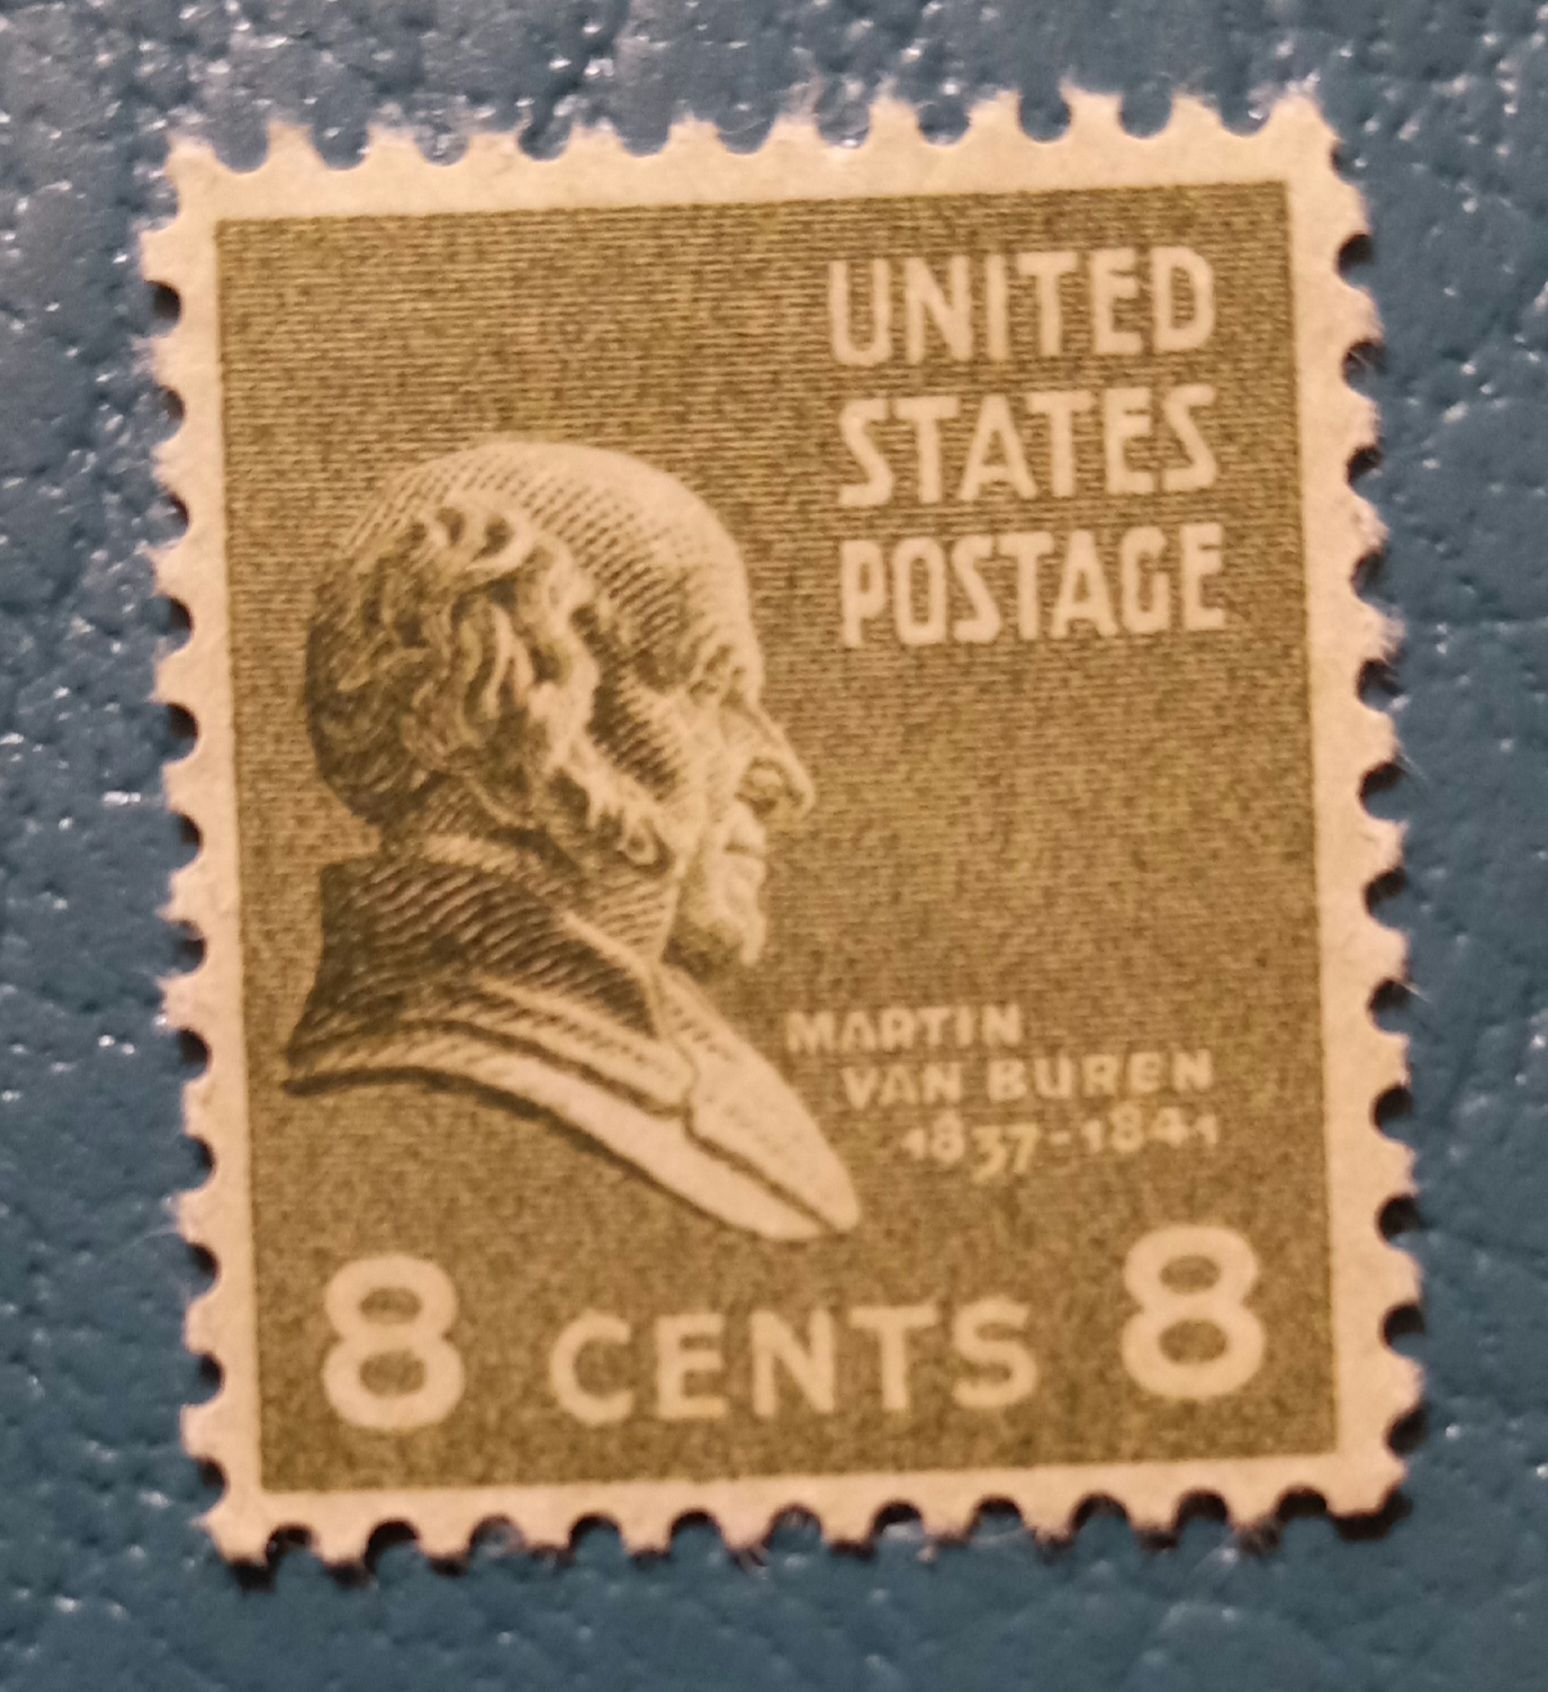 UNITED
STATES
POSTAGE
MARTIN
VAN BUREN
1837-1841
8 CENTS 8